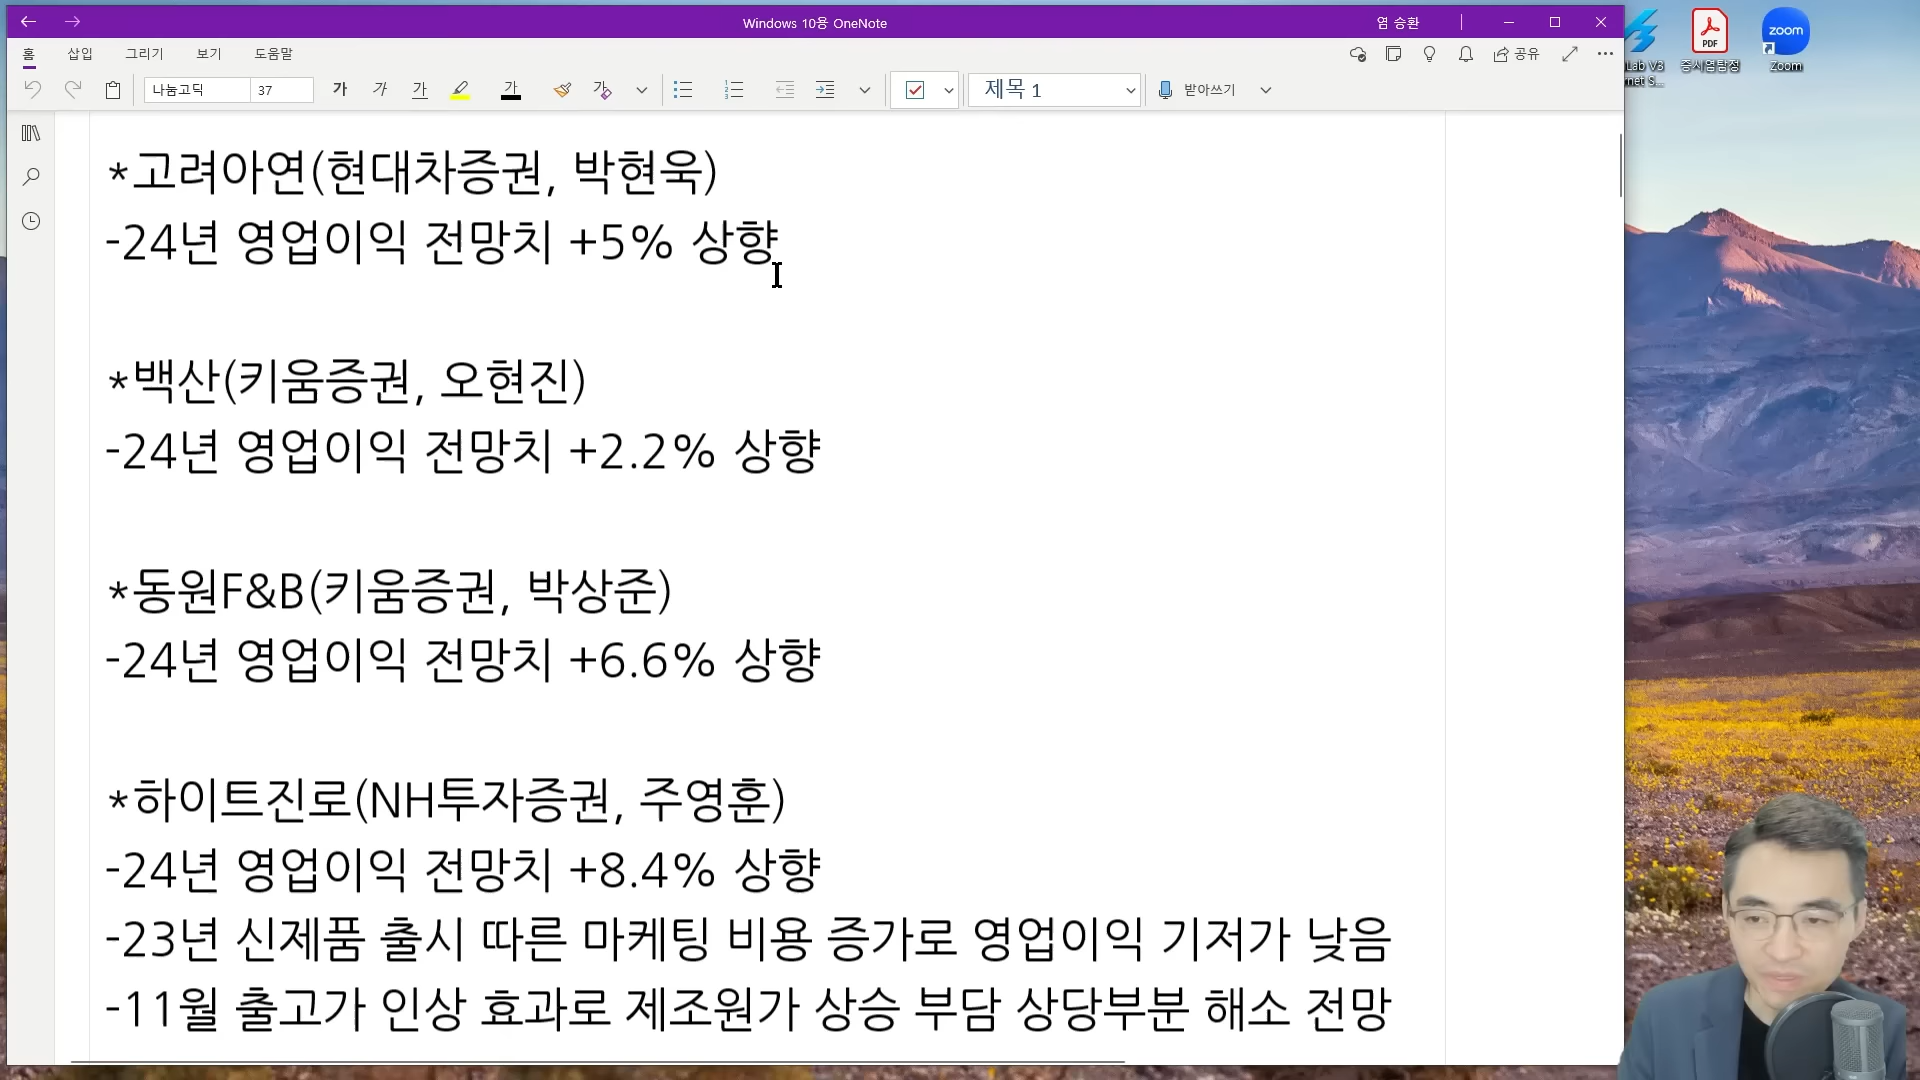 Windows 10용 OneNote
염 승환
홈 삽입 그리기 보기 도움말
공유
나눔고딕 37 가 가 가 가 가 제목 1 받아쓰기
*고려아연(현대차증권, 박현욱)
-24년 영업이익 전망치 +5% 상향
*백산(키움증권, 오현진)
-24년 영업이익 전망치 +2.2% 상향
*동원F&B(키움증권, 박상준)
-24년 영업이익 전망치 +6.6% 상향
*하이트진로(NH투자증권, 주영훈)
-24년 영업이익 전망치 +8.4% 상향
-23년 신제품 출시 따른 마케팅 비용 증가로 영업이익 기저가 낮음
-11월 출고가 인상 효과로 제조원가 상승 부담 상당부분 해소 전망
Lab V3
rnet S...
PDF
증시염탐정
zoom
Zoom